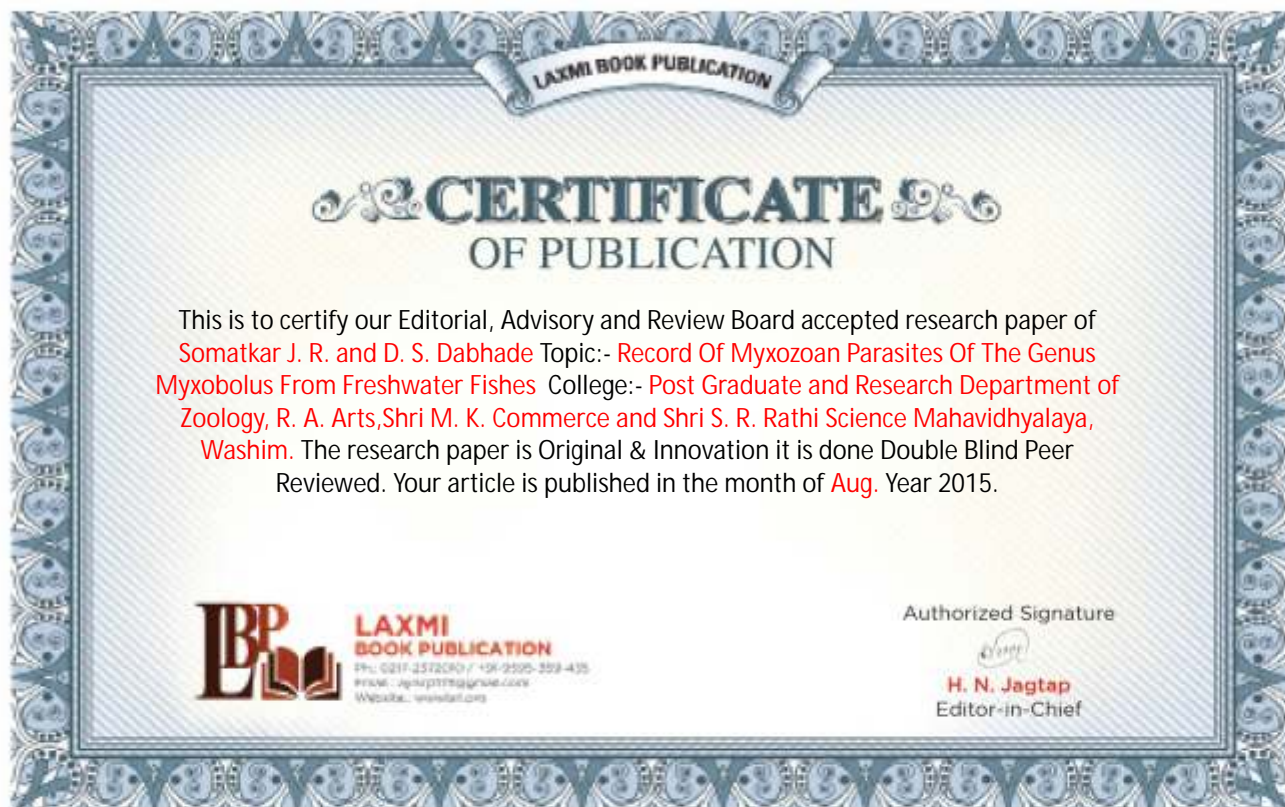 LAXMI BOOK PUBLICATION
CERTIFICATE
OF PUBLICATION
This is to certify our Editorial, Advisory and Review Board accepted research paper of
Somatkar J. R. and D. S. Dabhade Topic:- Record Of Myxozoan Parasites Of The Genus
Myxobolus From Freshwater Fishes College:- Post Graduate and Research Department of
Zoology, R. A. Arts,Shri M. K. Commerce and Shri S. R. Rathi Science Mahavidhyalaya,
Washim. The research paper is Original & Innovation it is done Double Blind Peer
Reviewed. Your article is published in the month of Aug. Year 2015.
LBP
LAXMI
BOOK PUBLICATION
Authorized Signature
H. N. Jagtap
Editor-in-Chief